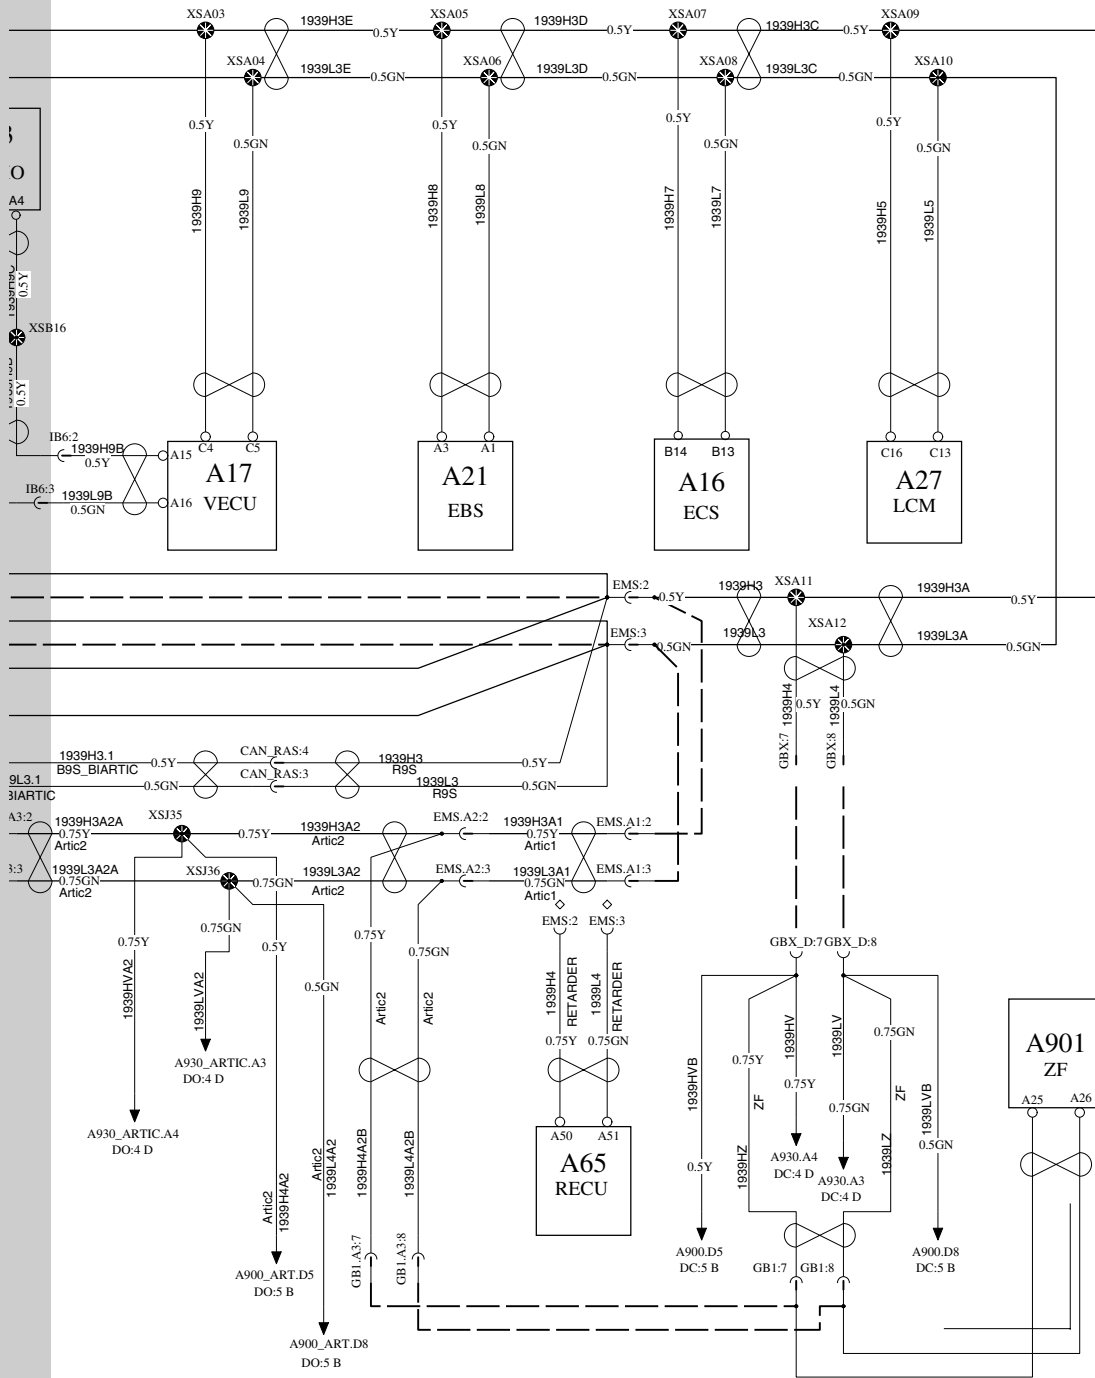 XSA03
XSA05
XSA07
XSA09
1939H3E
0.5Y
1939H3D
0.5Y
1939H3C
0.5Y
XSA04
XSA06
XSA08
XSA10
1939L3E
0.5GN
1939L3D
0.5GN
1939L3C
0.5GN
0.5Y
0.5GN
0.5Y
0.5GN
0.5Y
0.5GN
0.5Y
0.5GN
1939H9
1939L9
1939H8
1939L8
1939H7
1939L7
1939H5
1939L5
A4
0.5Y
XSB16
0.5Y
IB6:2
1939H9B
0.5Y
A15
IB6:3
1939L9B
0.5GN
A16
C4
C5
A17
VECU
A3
A1
A21
EBS
B14
B13
A16
ECS
C16
C13
A27
LCM
EMS:2
0.5Y
1939H3
XSA11
1939H3A
0.5Y
EMS:3
0.5GN
1939L3
XSA12
1939L3A
0.5GN
1939H4
0.5Y
1939L4
0.5GN
GBX:7
GBX:8
1939H3.1
B9S_BIARTIC
0.5Y
CAN_RAS:4
1939H3
R9S
0.5Y
9L3.1
BIARTIC
0.5GN
CAN_RAS:3
1939L3
R9S
0.5GN
A3:2
1939H3A2A
0.75Y
Artic2
XSJ35
0.75Y
1939H3A2
Artic2
EMS.A2:2
1939H3A1
0.75Y
Artic1
EMS.A1:2
:3
1939L3A2A
0.75GN
Artic2
XSJ36
0.75GN
1939L3A2
Artic2
EMS.A2:3
1939L3A1
0.75GN
Artic1
EMS.A1:3
0.75Y
0.75GN
0.5Y
0.5GN
0.75Y
0.75GN
EMS:2
EMS:3
1939HVA2
1939LVA2
Artic2
Artic2
1939H4
RETARDER
1939L4
RETARDER
0.75Y
0.75GN
A930_ARTIC.A3
DO:4 D
A930_ARTIC.A4
DO:4 D
Artic2
1939H4A2
Artic2
1939L4A2
1939H4A2B
1939L4A2B
A50
A51
A65
RECU
GB1.A3:7
GB1.A3:8
A900_ART.D5
DO:5 B
A900_ART.D8
DO:5 B
GBX_D:7
GBX_D:8
1939HVB
0.5Y
0.75Y
ZF
1939HZ
1939HV
0.75Y
1939LV
0.75GN
0.75GN
ZF
1939LZ
1939LVB
0.5GN
A930.A4
DC:4 D
A930.A3
DC:4 D
A900.D5
DC:5 B
GB1:7
GB1:8
A900.D8
DC:5 B
A901
ZF
A25
A26